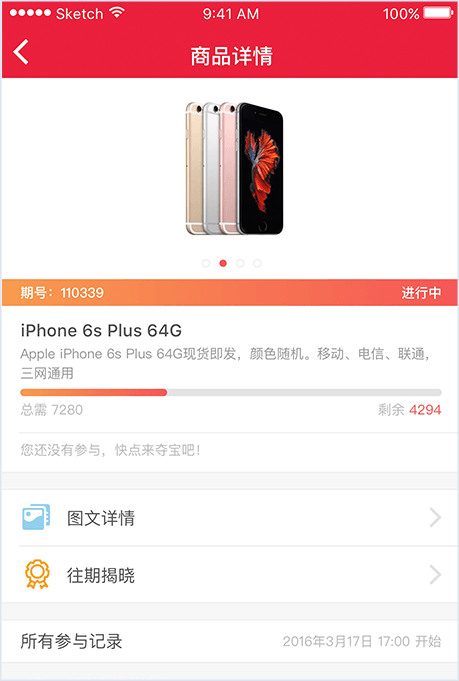 Sketch 9:41 AM 100%
商品详情
期号：110339 进行中
iPhone 6s Plus 64G
Apple iPhone 6s Plus 64G现货即发，颜色随机。移动、电信、联通，
三网通用
总需 7280 剩余 4294
您还没有参与，快点来夺宝吧！
图文详情
往期揭晓
所有参与记录 2016年3月17日 17:00 开始